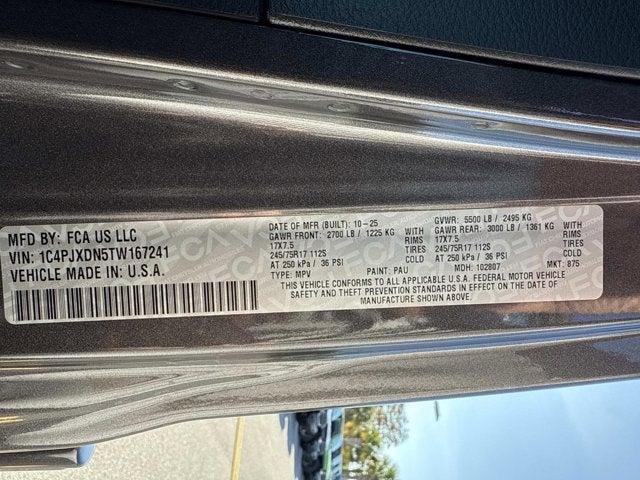 MFD BY: FCA US LLC
VIN: 1C4PJXDN5TW167241
VEHICLE MADE IN U.S.A.
DATE OF MFR (BUILT): 10-25
GAWR FRONT: 2700 LB / 1225 KG WITH
17X7.5 RIMS
245/75R17 112S TIRES
AT 250 kPa / 36 PSI COLD
TYPE: MPV PAINT: PAU
GVWR: 5500 LB / 2495 KG
GAWR REAR: 3000 LB / 1361 KG WITH
17X7.5 RIMS
245/75R17 112S TIRES
AT 250 kPa / 36 PSI COLD
MDH: 102807 MKT: 875
THIS VEHICLE CONFORMS TO ALL APPLICABLE U.S.A. FEDERAL MOTOR VEHICLE
SAFETY AND THEFT PREVENTION STANDARDS IN EFFECT ON THE DATE OF
MANUFACTURE SHOWN ABOVE.